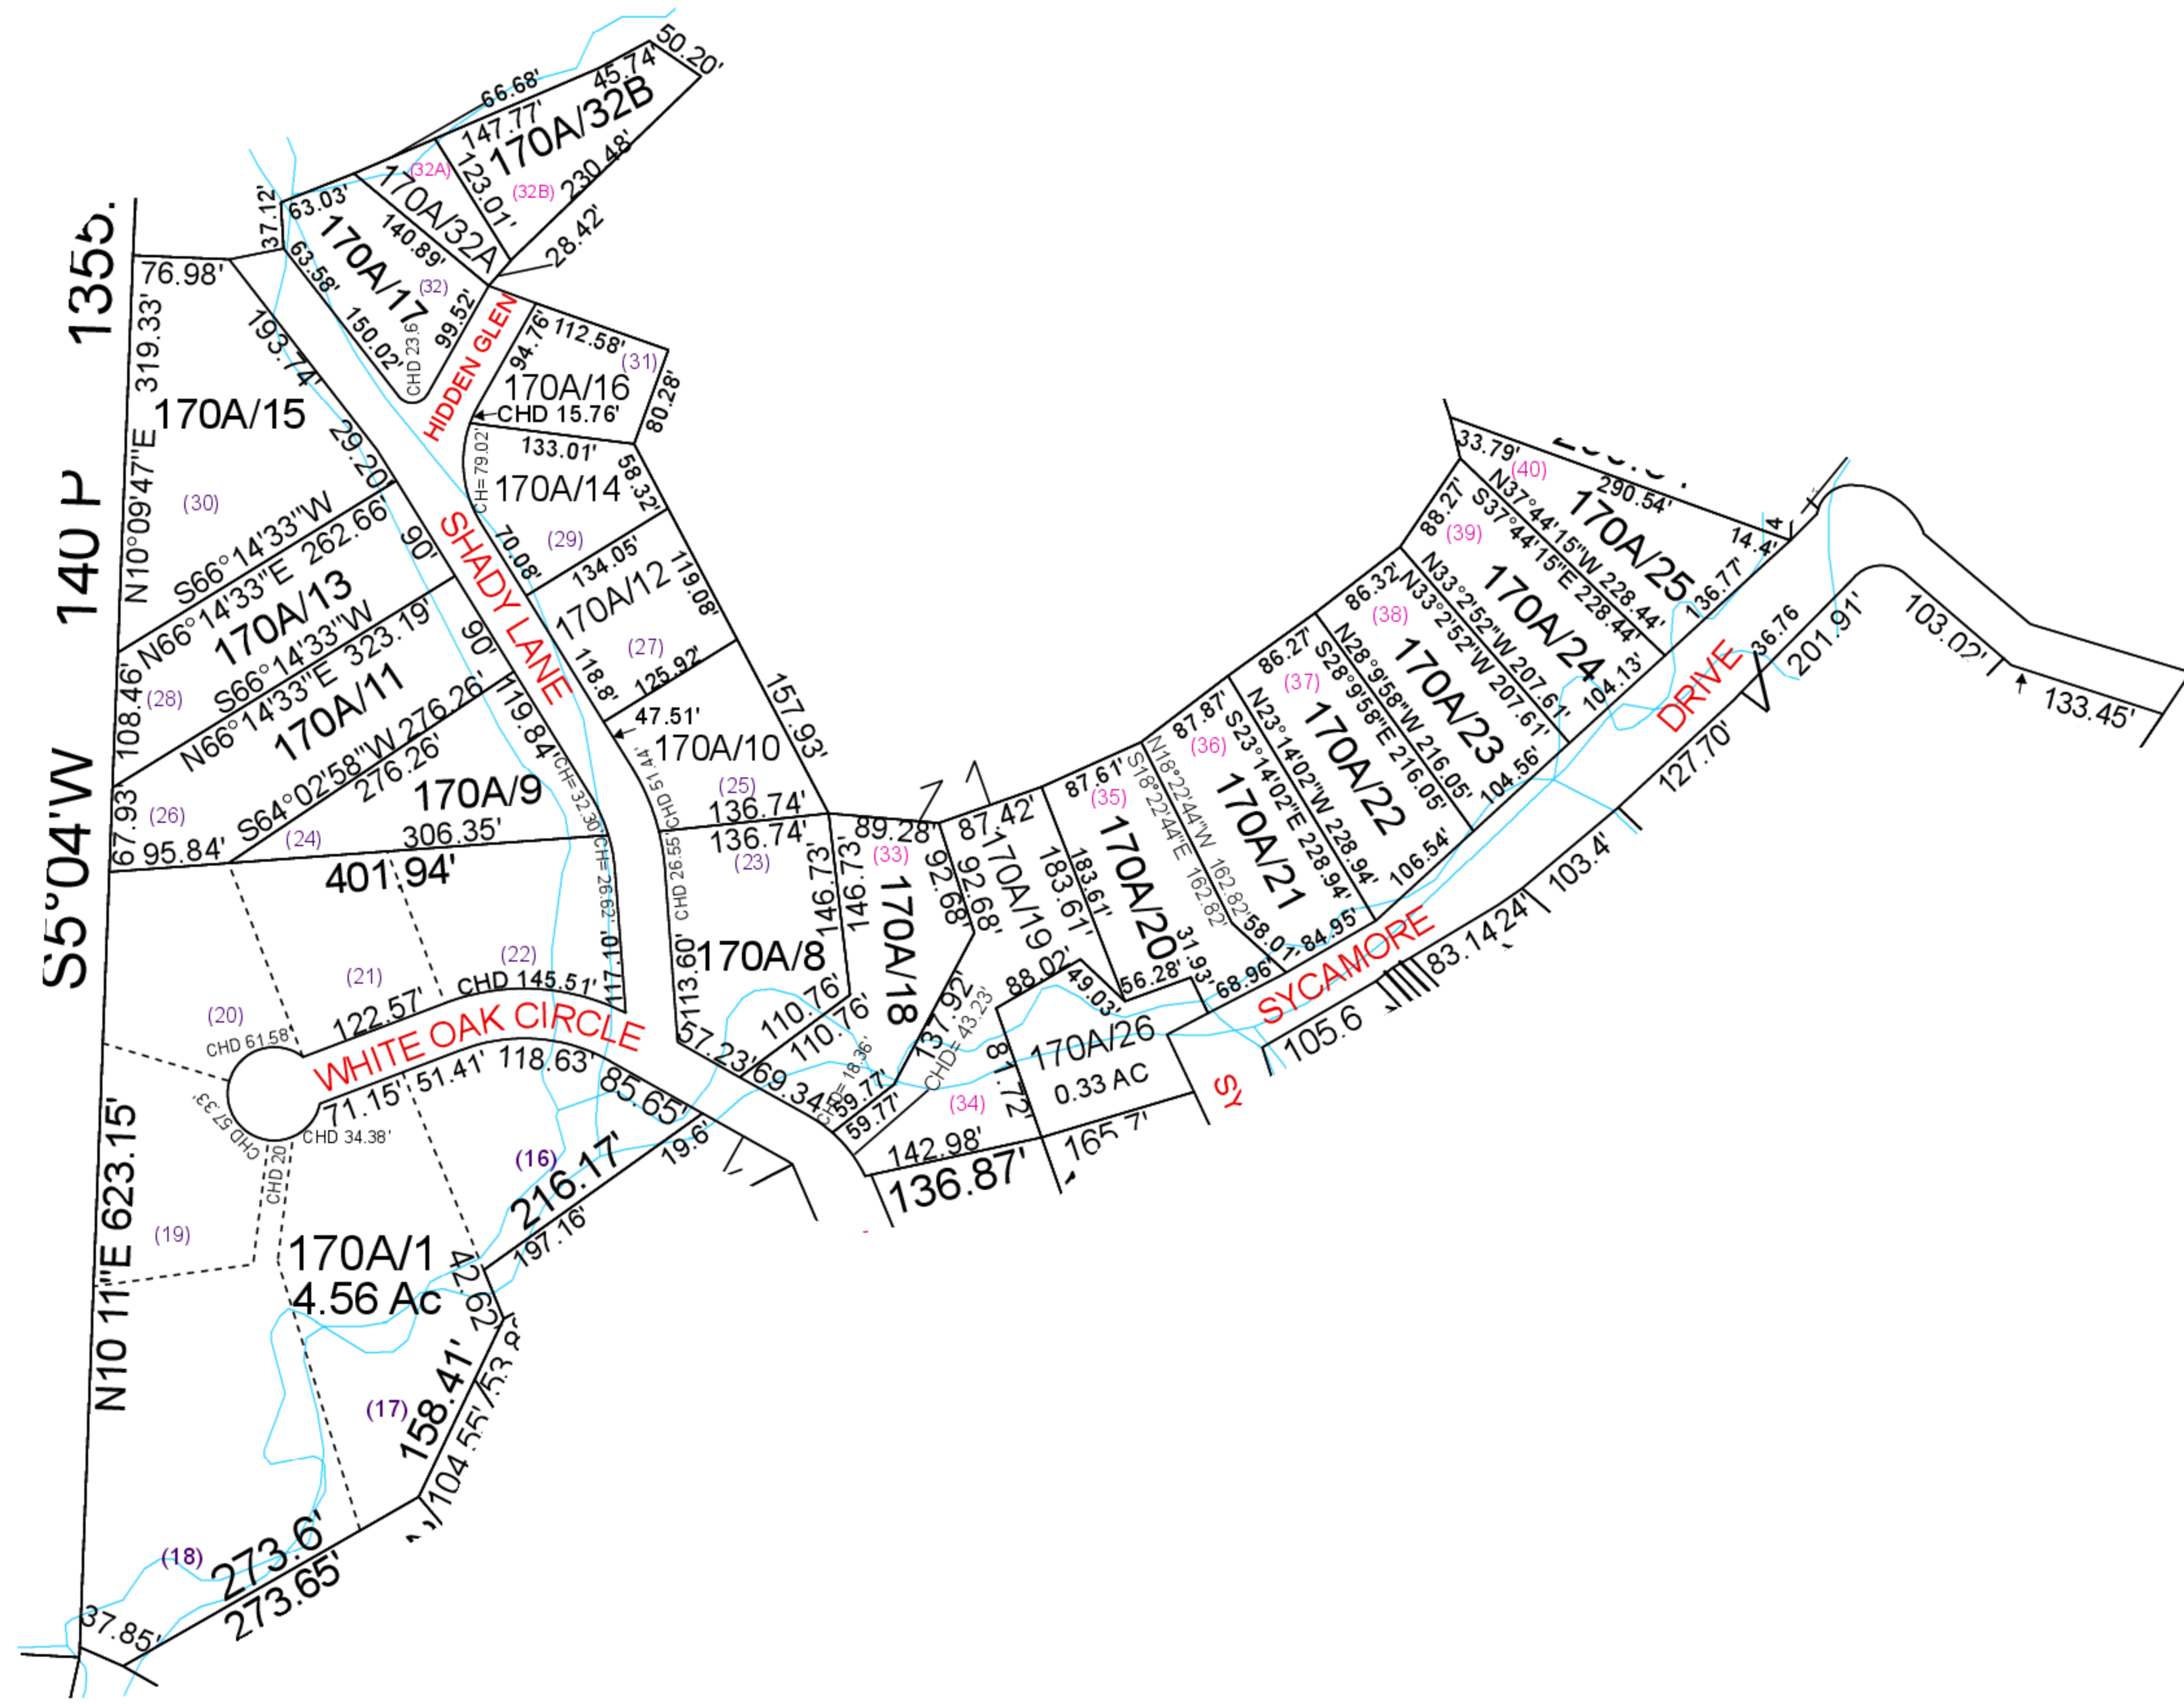 50.20'
45.74'
66.68'
147.77'
170A/32B
(32A)
(32B)
123.01'
230.48'
170A/32A
28.42'
37.12'
63.03'
140.89'
170A/17
(32)
63.58'
150.02'
CHD 23.6
99.52'
HIDDEN GLEN
94.76'
112.58'
(31)
170A/16
CHD 15.76'
80.28'
133.01'
CH=79.02'
170A/14
58.32'
(29)
70.08'
134.05'
170A/12
119.08'
(27)
118.8'
125.92'
47.51'
170A/10
157.93'
CHD 51.4'
(25)
136.74'
136.74'
(23)
CHD 26.55'
146.73'
146.73'
170A/8
113.60'
110.76'
110.76'
57.23'
69.34'
76.98'
N10°09'47"E 319.33'
193.74'
170A/15
29.20'
(30)
S66°14'33"W
N66°14'33"E 262.66'
170A/13
90'
SHADY LANE
(28)
108.46'
S66°14'33"W
N66°14'33"E 323.19'
170A/11
90'
67.93'
(26)
S64°02'58"W 276.26'
276.26'
119.84'
CH=32.30'
170A/9
(24)
95.84'
306.35'
401.94'
CH= 26.62'
117.10'
(22)
(21)
(20)
122.57'
CHD 145.51'
CHD 61.58'
WHITE OAK CIRCLE
71.15'
51.41'
118.63'
85.65'
CHD 57.33'
CHD 34.38'
CHD 20
(19)
(16)
216.17'
197.16'
19.6'
170A/1
4.56 Ac
42.62
(17)
158.41'
104.55'
53.8
(18)
273.6'
273.65'
37.85'
S5°04'W
140 P
N10 11"E 623.15'
89.28'
(33)
170A/18
92.68'
92.68'
87.42'
170A/19
183.61'
183.61'
137.92'
CHD= 43.23'
CHD= 18.36'
59.77'
59.77'
88.02'
49.03'
(34)
142.98'
136.87'
81.72'
170A/26
0.33 AC
SY
87.61'
(35)
170A/20
56.28'
31.93'
68.96'
N18°22'44"W 162.82'
S18°22'44"E 162.82'
58.01'
87.87'
(36)
170A/21
84.95'
S23°14'02"E 228.94'
N23°14'02"W 228.94'
86.27'
(37)
170A/22
106.54'
S28°9'58"E 216.05'
N28°9'58"W 216.05'
86.32'
(38)
170A/23
104.56'
N33°2'52"W 207.61'
N33°2'52"W 207.61'
88.27'
(39)
170A/24
104.13'
S37°44'15"E 228.44'
N37°44'15"W 228.44'
33.79'
(40)
290.54'
170A/25
14.4'
136.77'
SYCAMORE
DRIVE
36.76
201.91'
103.02'
133.45'
127.70'
103.4'
24'
83.14
105.6